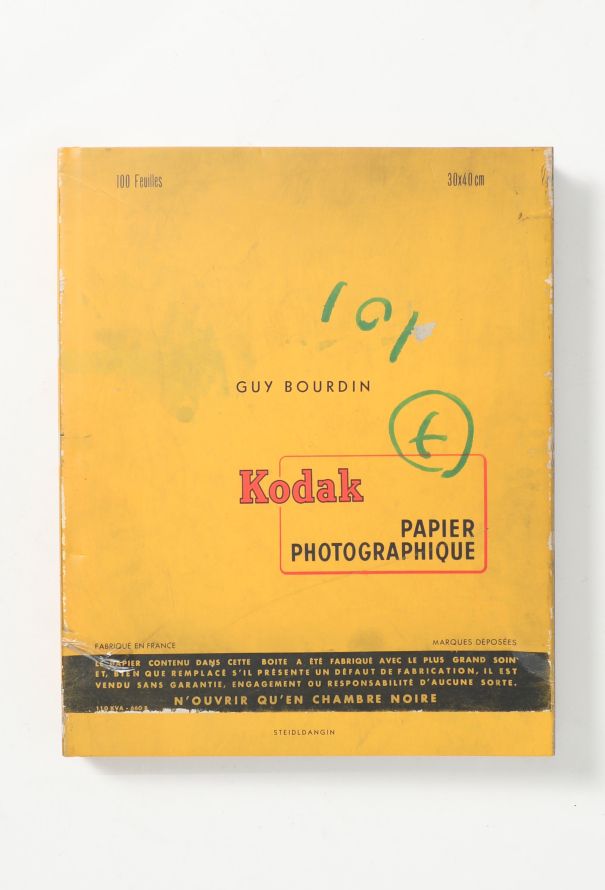 100 Feuilles 30x40 cm
101
GUY BOURDIN
Kodak
PAPIER
PHOTOGRAPHIQUE
FABRIQUÉ EN FRANCE MARQUES DÉPOSÉES
LE PAPIER CONTENU DANS CETTE BOITE A ÉTÉ FABRIQUÉ AVEC LE PLUS GRAND SOIN
ET, BIEN QUE REMPLACÉ S'IL PRÉSENTE UN DÉFAUT DE FABRICATION, IL EST
VENDU SANS GARANTIE, ENGAGEMENT OU RESPONSABILITÉ D'AUCUNE SORTE.
N'OUVRIR QU'EN CHAMBRE NOIRE
STEIDLDANGIN